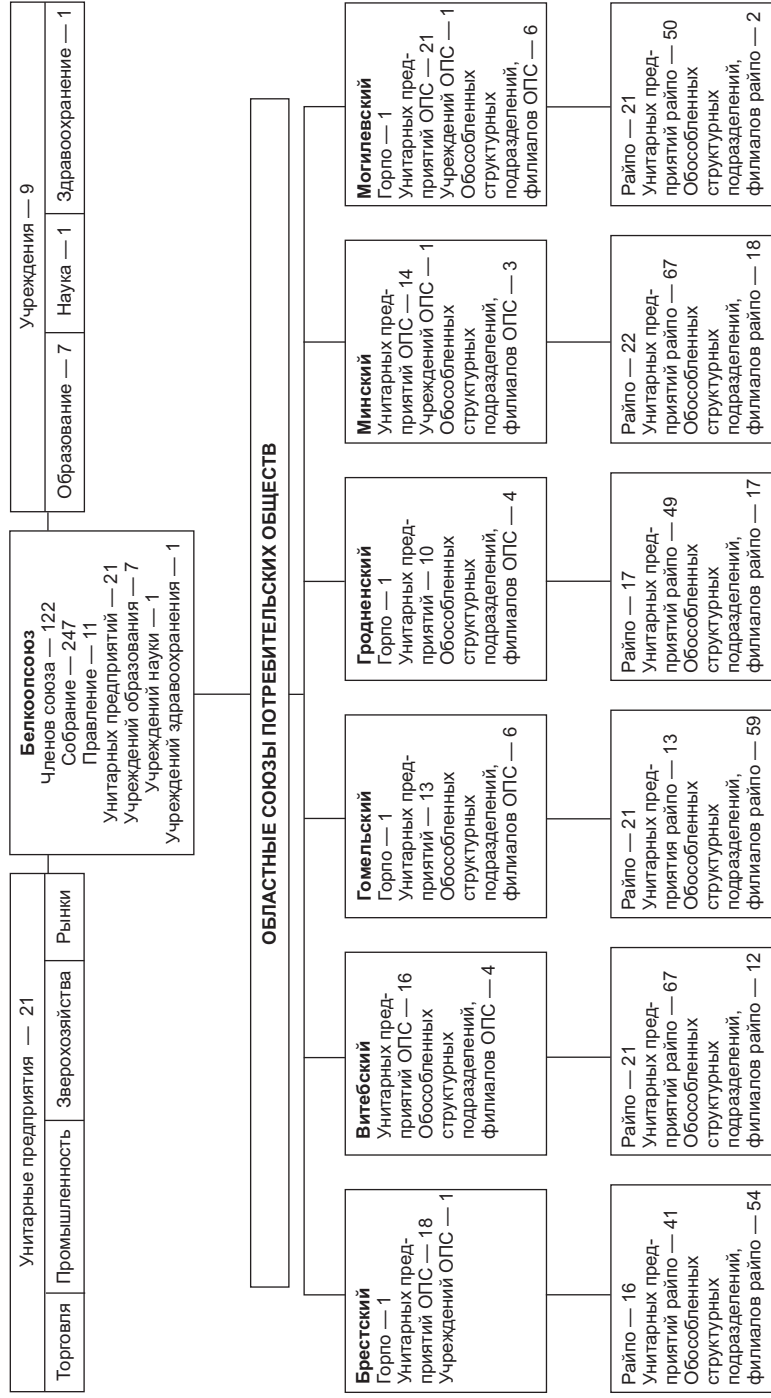 Унитарные предприятия — 21
Торговля
Промышленность
Зверохозяйства
Рынки
Белкоопсоюз
Членов союза — 122
Собрание — 247
Правление — 11
Унитарных предприятий — 21
Учреждений образования — 7
Учреждений науки — 1
Учреждений здравоохранения — 1
Учреждения — 9
Образование — 7
Наука — 1
Здравоохранение — 1
ОБЛАСТНЫЕ СОЮЗЫ ПОТРЕБИТЕЛЬСКИХ ОБЩЕСТВ
Брестский
Горпо — 1
Унитарных пред-
приятий ОПС — 18
Учреждений ОПС — 1
Витебский
Унитарных пред-
приятий ОПС — 16
Обособленных
структурных
подразделений,
филиалов ОПС — 4
Гомельский
Горпо — 1
Унитарных пред-
приятий — 13
Обособленных
структурных
подразделений,
филиалов ОПС — 6
Гродненский
Горпо — 1
Унитарных пред-
приятий — 10
Обособленных
структурных
подразделений,
филиалов ОПС — 4
Минский
Унитарных пред-
приятий ОПС — 14
Учреждений ОПС — 1
Обособленных
структурных
подразделений,
филиалов ОПС — 3
Могилевский
Горпо — 1
Унитарных пред-
приятий ОПС — 21
Учреждений ОПС — 1
Обособленных
структурных
подразделений,
филиалов ОПС — 6
Райпо — 16
Унитарных пред-
приятий райпо — 41
Обособленных
структурных
подразделений,
филиалов райпо — 54
Райпо — 21
Унитарных пред-
приятий райпо — 67
Обособленных
структурных
подразделений,
филиалов райпо — 12
Райпо — 21
Унитарных пред-
приятия райпо — 13
Обособленных
структурных
подразделений,
филиалов райпо — 59
Райпо — 17
Унитарных пред-
приятий райпо — 49
Обособленных
структурных
подразделений,
филиалов райпо — 17
Райпо — 22
Унитарных пред-
приятий райпо — 67
Обособленных
структурных
подразделений,
филиалов райпо — 18
Райпо — 21
Унитарных пред-
приятий райпо — 50
Обособленных
структурных
подразделений,
филиалов райпо — 2